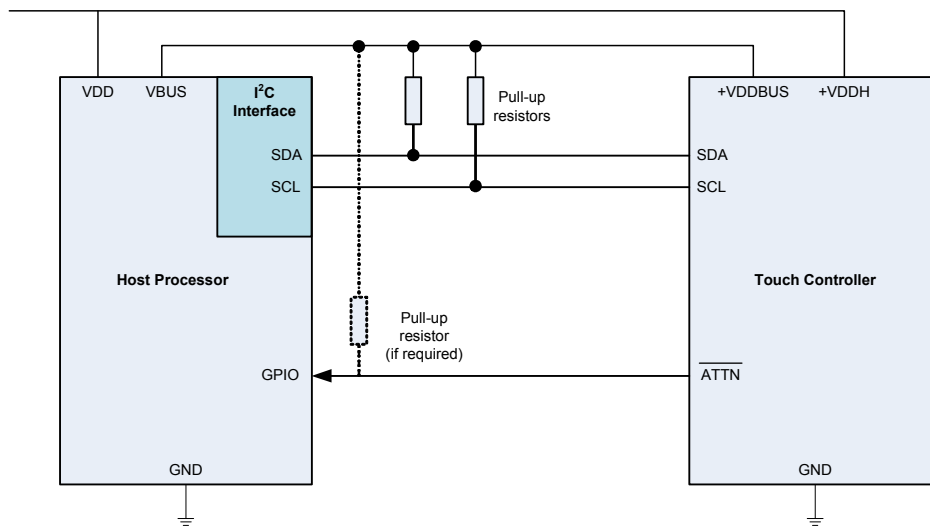 VDD
VBUS
I²C
Interface
Pull-up
resistors
+VDDBUS
+VDDH
SDA
SDA
SCL
SCL
Host Processor
Touch Controller
Pull-up
resistor
(if required)
GPIO
ATTN
GND
GND